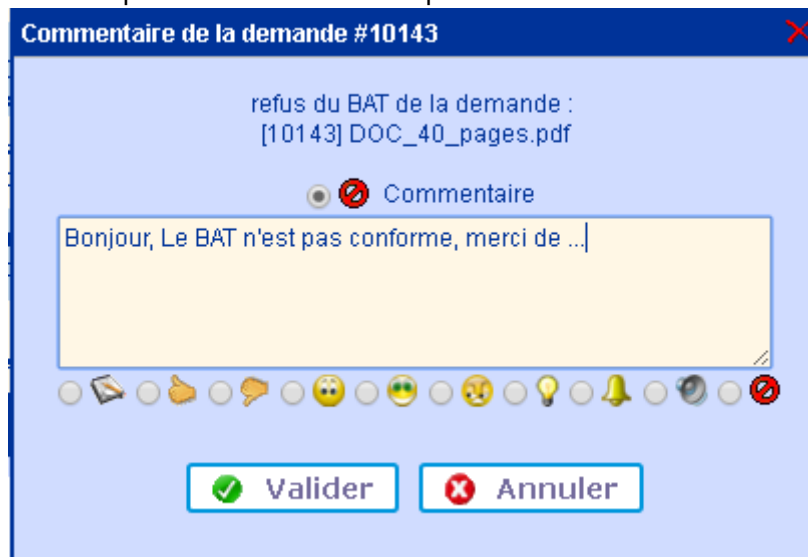 Commentaire de la demande #10143
refus du BAT de la demande :
[10143] DOC_40_pages.pdf
Commentaire
Bonjour, Le BAT n'est pas conforme, merci de ...
Valider
Annuler